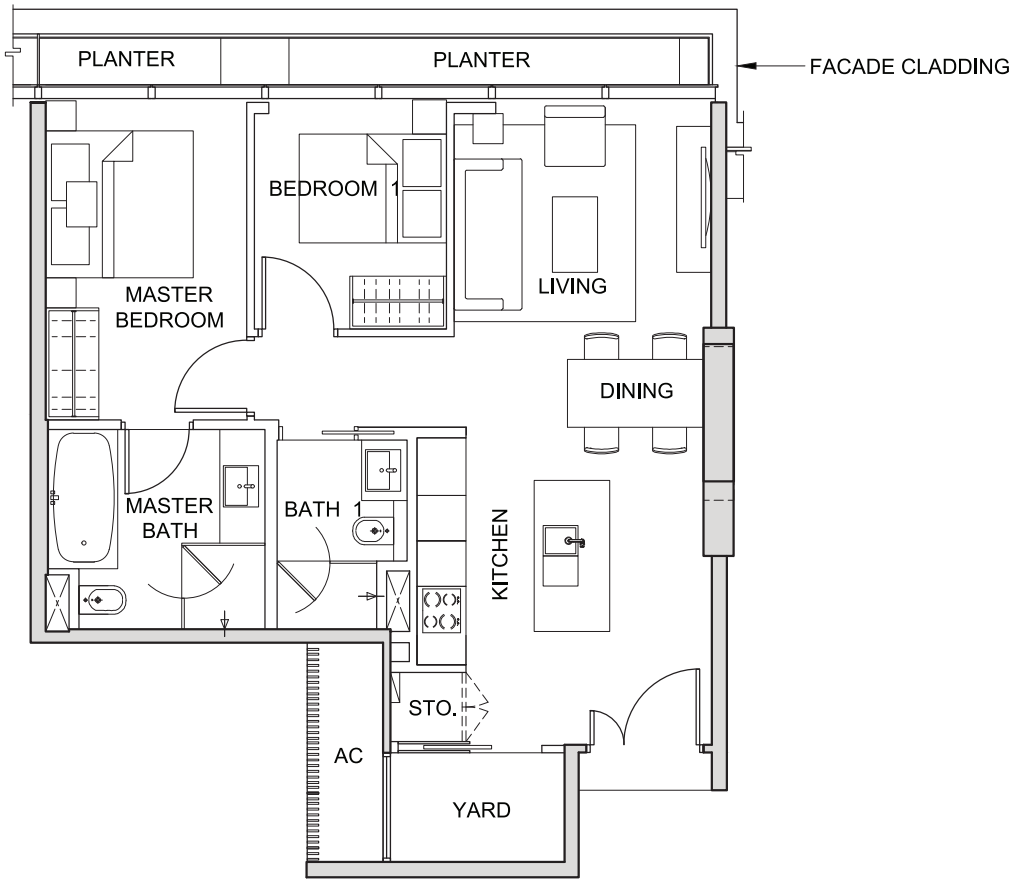 PLANTER
PLANTER
FACADE CLADDING
BEDROOM 1
MASTER
BEDROOM
LIVING
DINING
MASTER
BATH
BATH 1
KITCHEN
STO.
AC
YARD